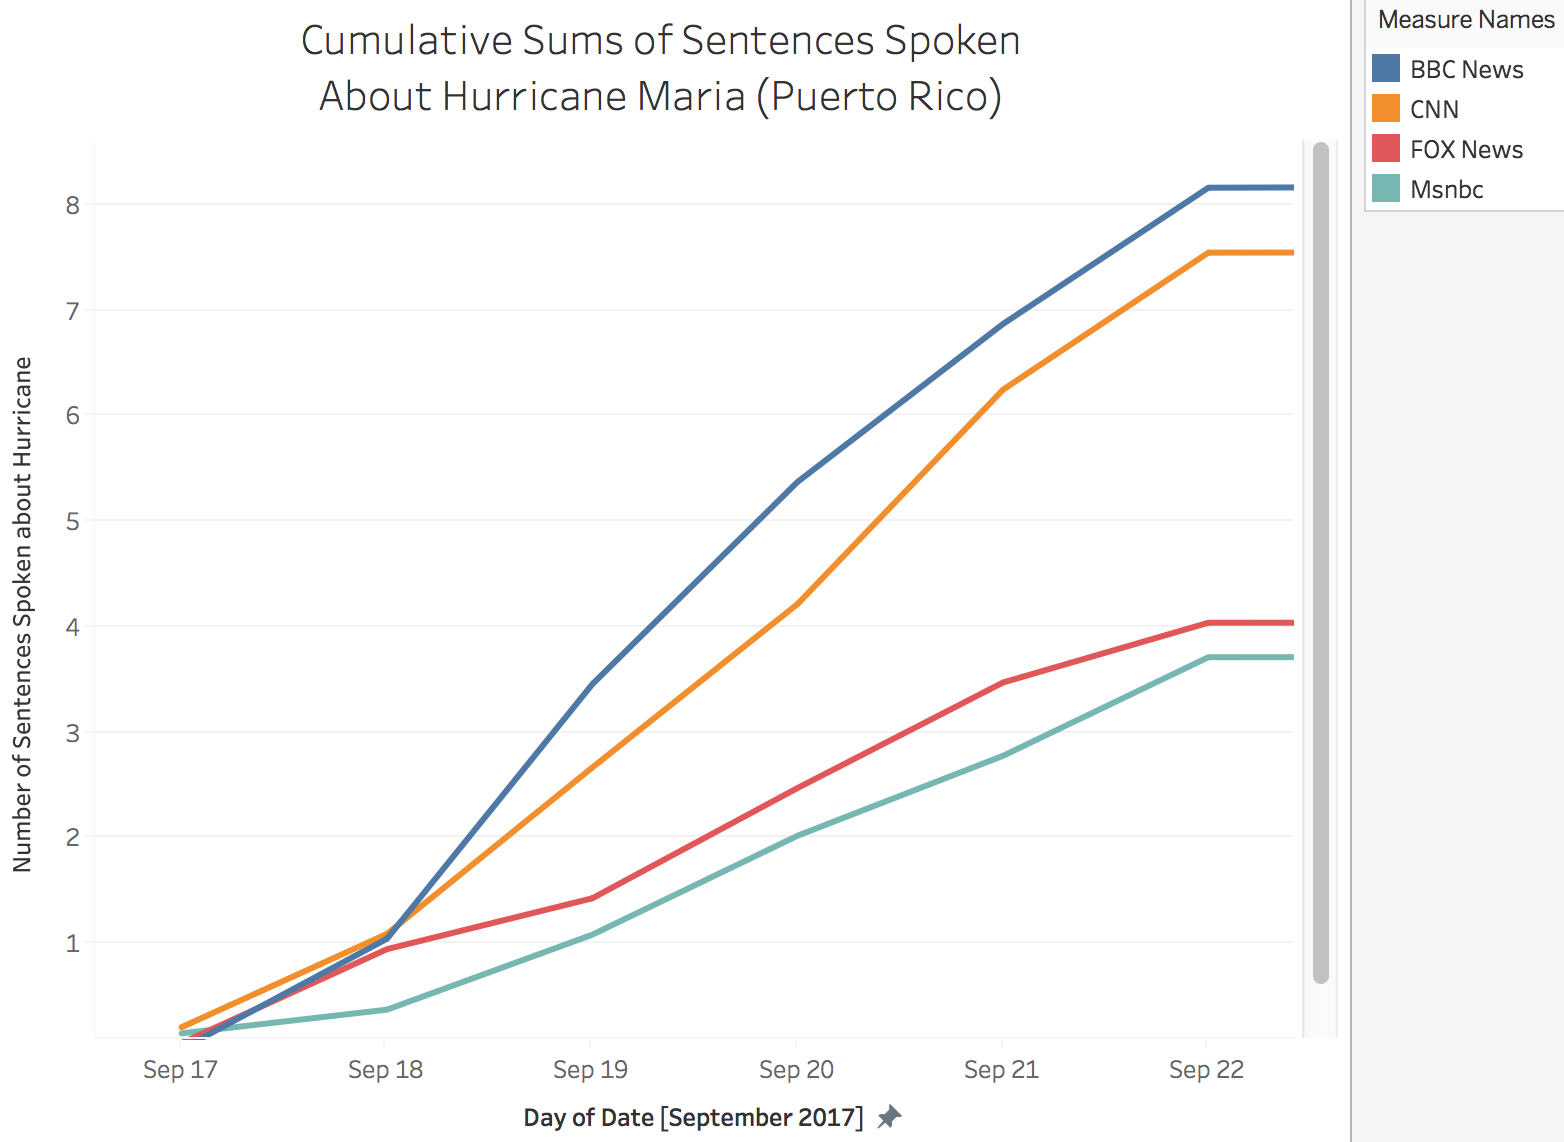 Cumulative Sums of Sentences Spoken
About Hurricane Maria (Puerto Rico)
Measure Names
BBC News
CNN
FOX News
Msnbc
Number of Sentences Spoken about Hurricane
8
7
6
5
4
3
2
1
Sep 17 Sep 18 Sep 19 Sep 20 Sep 21 Sep 22
Day of Date [September 2017]